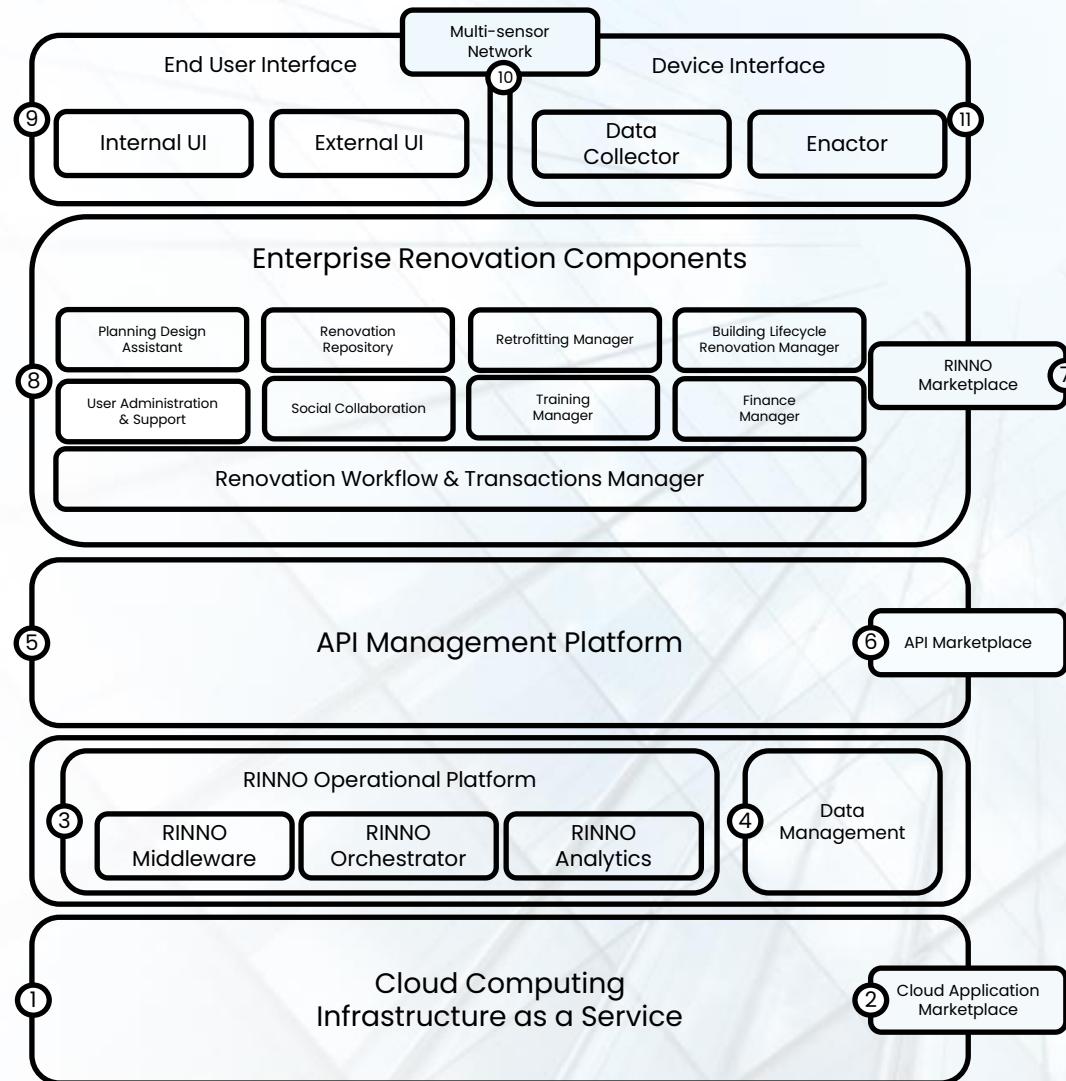 Multi-sensor
Network
10
End User Interface
Device Interface
9
Internal UI
External UI
Data
Collector
Enactor
11
Enterprise Renovation Components
Planning Design
Assistant
Renovation
Repository
Retrofitting Manager
Building Lifecycle
Renovation Manager
8
RINNO
Marketplace
7
User Administration
& Support
Social Collaboration
Training
Manager
Finance
Manager
Renovation Workflow & Transactions Manager
5
API Management Platform
6
API Marketplace
RINNO Operational Platform
3
RINNO
Middleware
RINNO
Orchestrator
RINNO
Analytics
4
Data
Management
1
Cloud Computing
Infrastructure as a Service
2
Cloud Application
Marketplace